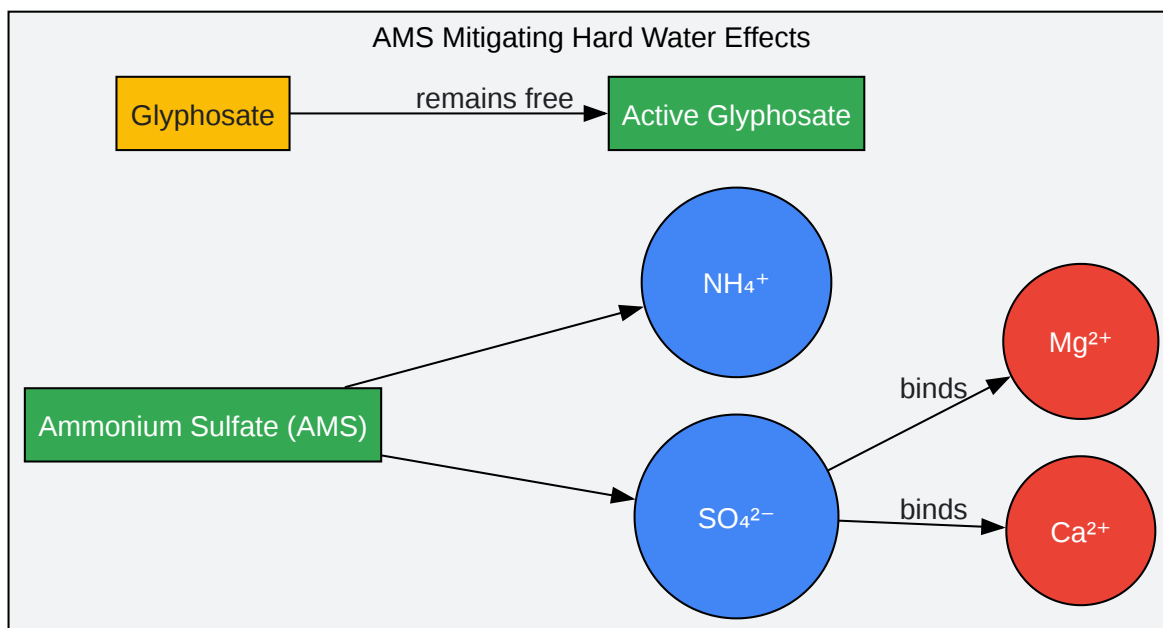 AMS Mitigating Hard Water Effects
Glyphosate
remains free
Active Glyphosate
NH₄⁺
Mg²⁺
binds
Ammonium Sulfate (AMS)
SO₄²⁻
binds
Ca²⁺